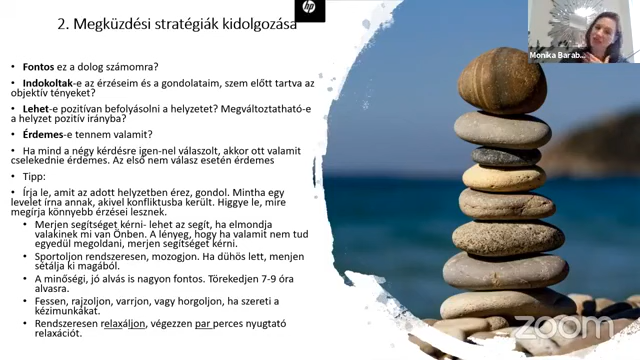 2. Megküzdési stratégiák kidolgozása
hp
Monika Barab...
• Fontos ez a dolog számomra?
• Indokoltak-e az érzéseim és a gondolataim, szem előtt tartva az
objektív tényeket?
• Lehet-e pozitívan befolyásolni a helyzetet? Megváltoztatható-e
a helyzet pozitív irányba?
• Érdemes-e tennem valamit?
• Ha mind a négy kérdésre igen-nel válaszolt, akkor ott valamit
cselekednie érdemes. Az első nem válasz esetén érdemes
• Tipp:
• Írja le, amit az adott helyzetben érez, gondol. Mintha egy
levelet írna annak, akivel konfliktusba került. Higgye le, mire
megírja könnyebb érzései lesznek.
• Merjen segítséget kérni- lehet az segít, ha elmondja
valakinek mi van Önben. A lényeg, hogy ha valamit nem tud
egyedül megoldani, merjen segítséget kérni.
• Sportoljon rendszeresen, mozogjon. Ha dühös lett, menjen
sétálja ki magából.
• A minőségi, jó alvás is nagyon fontos. Törekedjen 7-9 óra
alvasra.
• Fessen, rajzoljon, varrjon, vagy horgoljon, ha szereti a
kézimunkákat.
• Rendszeresen relaxáljon, végezzen par perces nyugtató
relaxációt.
zoom